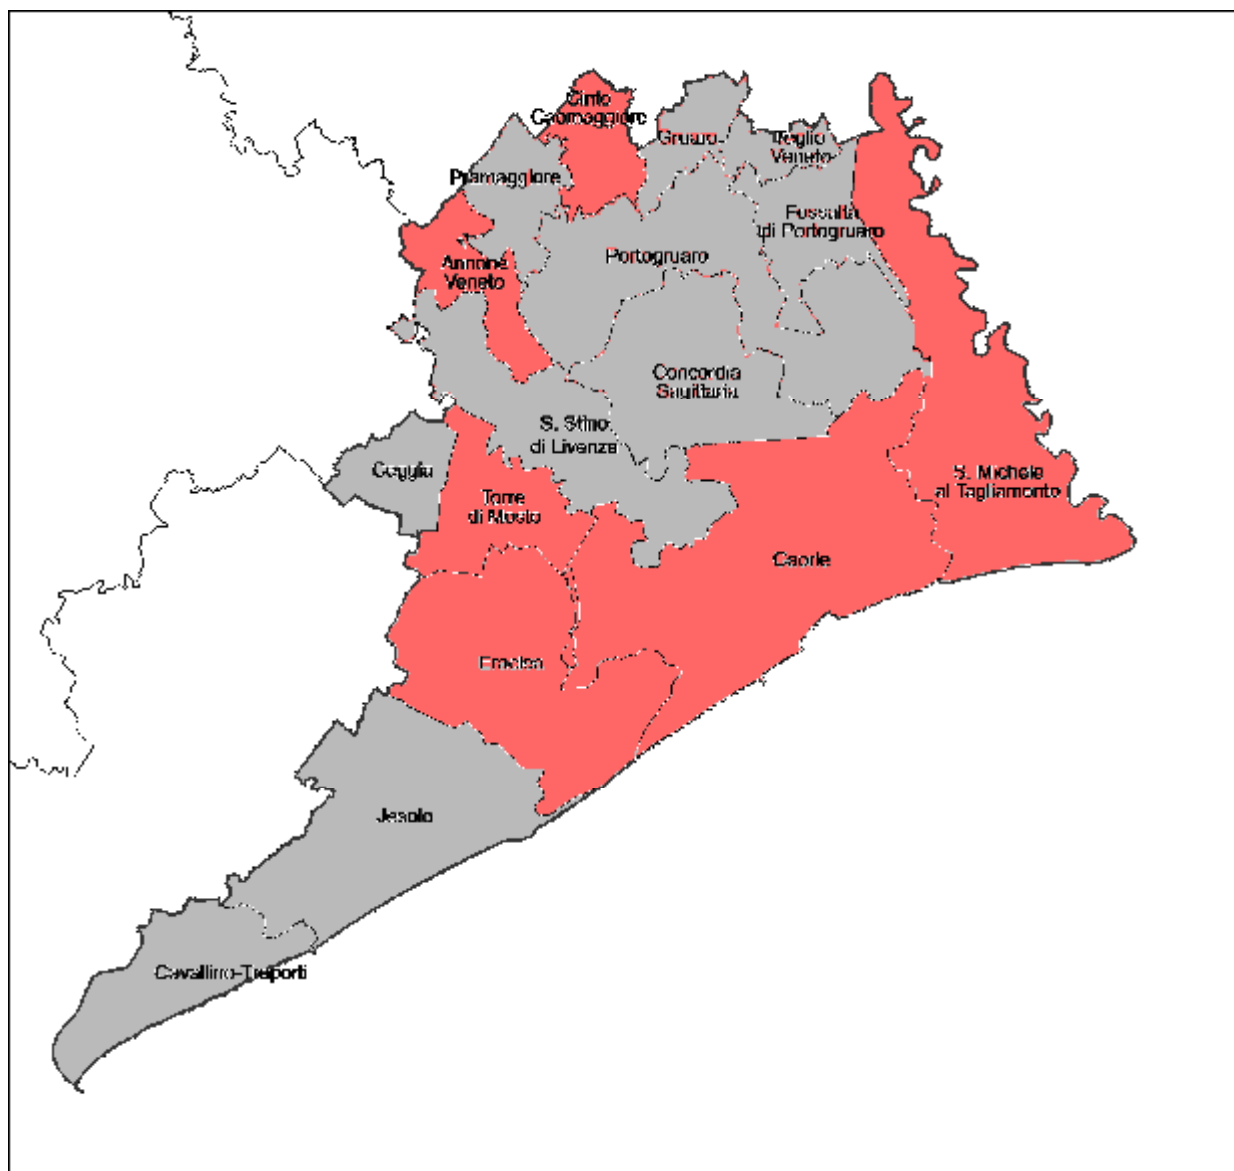 Cinto
Caomaggiore
Gruaro
Teglio
Veneto
Pramaggiore
Fossalta
di Portogruaro
Annone
Veneto
Portogruaro
Concordia
Sagittaria
S. Stino
di Livenza
Ceggia
S. Michele
al Tagliamento
Torre
di Mosto
Caorle
Eraclea
Jesolo
Cavallino-Treporti